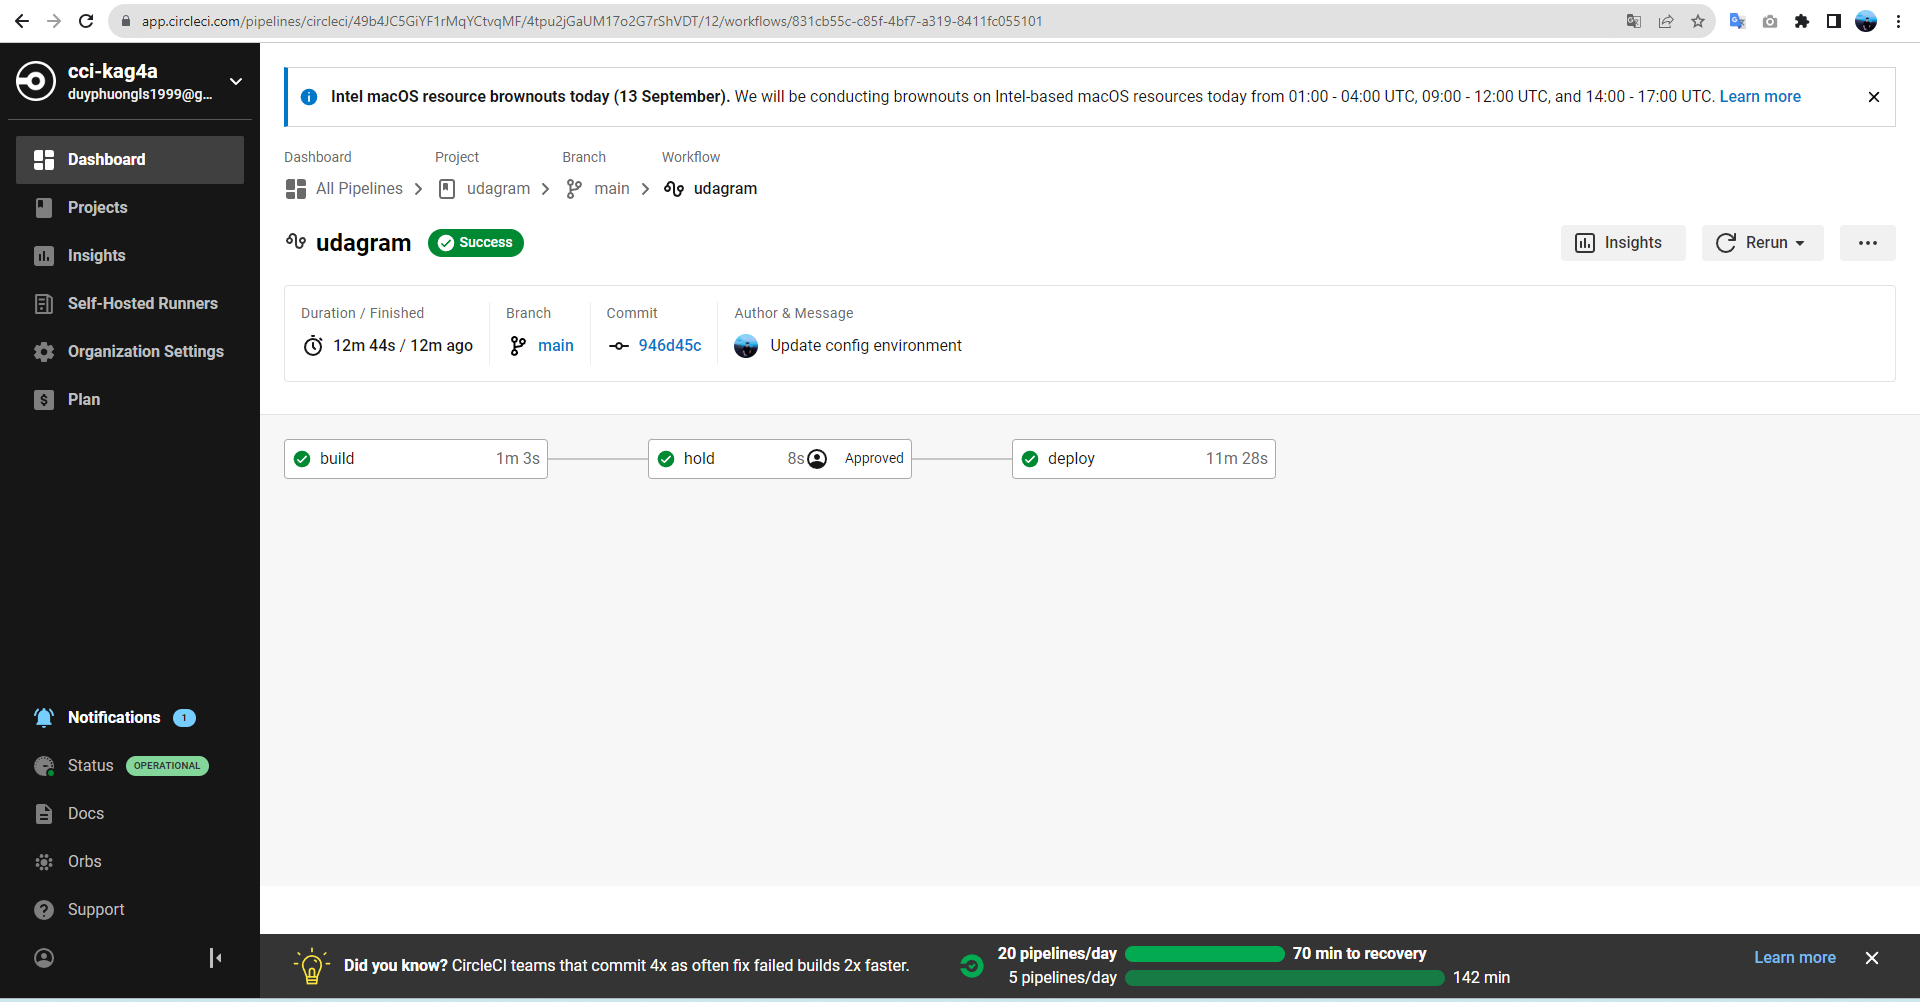 app.circleci.com/pipelines/circleci/49b4JC5GiYF1rMqYCtvqMF/4tpu2jGaUM17o2G7rShVDT/12/workflows/831cb55c-c85f-4bf7-a319-8411fc055101
cci-kag4a
duyphuongls1999@g...
Dashboard
Projects
Insights
Self-Hosted Runners
Organization Settings
Plan
Notifications 1
Status OPERATIONAL
Docs
Orbs
Support
Intel macOS resource brownouts today (13 September). We will be conducting brownouts on Intel-based macOS resources today from 01:00 - 04:00 UTC, 09:00 - 12:00 UTC, and 14:00 - 17:00 UTC. Learn more
Dashboard Project Branch Workflow
All Pipelines udagram main udagram
udagram Success
Insights Rerun
Duration / Finished Branch Commit Author & Message
12m 44s / 12m ago main 946d45c Update config environment
build 1m 3s hold 8s Approved deploy 11m 28s
Did you know? CircleCI teams that commit 4x as often fix failed builds 2x faster.
20 pipelines/day 70 min to recovery
5 pipelines/day 142 min
Learn more